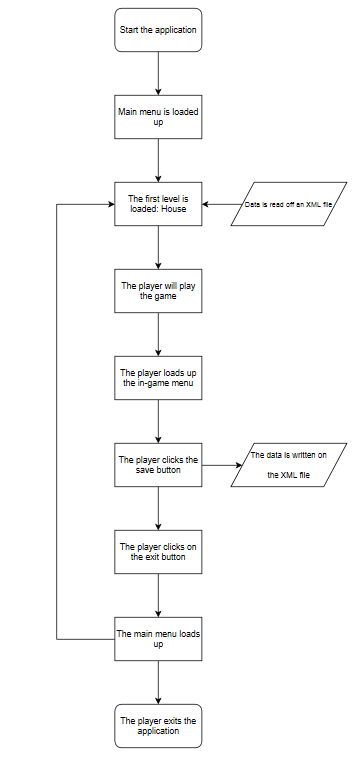 Start the application
Main menu is loaded
up
The first level is
loaded: House
Data is read off an XML file
The player will play
the game
The player loads up
the in-game menu
The player clicks the
save button
The data is written on
the XML file
The player clicks on
the exit button
The main menu loads
up
The player exits the
application